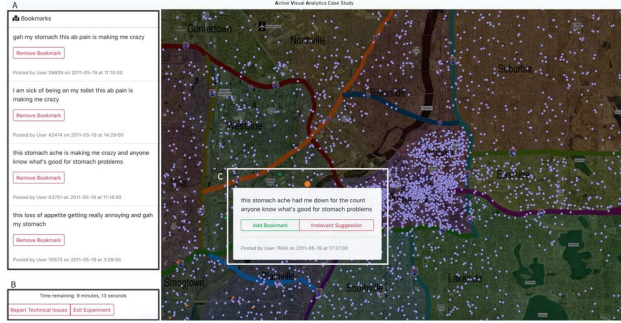 Active Visual Analytics Case Study
A
Bookmarks
gah my stomach this ab pain is making me crazy
Remove Bookmark
Posted by User 39809 on 2011-05-19 at 11:15:00
I am sick of being on my toilet this ab pain is
making me crazy
Remove Bookmark
Posted by User 42474 on 2011-05-19 at 14:29:00
this stomach ache is making me crazy and anyone
know what's good for stomach problems
Remove Bookmark
Posted by User 43751 on 2011-05-19 at 11:14:00
this loss of appetite getting really annoying and gah
my stomach
Remove Bookmark
Posted by User 70573 on 2011-05-19 at 3:29:00
B
Time remaining: 9 minutes, 13 seconds
Report Technical Issues
Exit Experiment
Cornertown
Northville
Suburbia
Riverside
Westside
Eastside
C
this stomach ache had me down for the count
anyone know what's good for stomach problems
Add Bookmark
Irrelevant Suggestion
Posted by User 7640 on 2011-05-19 at 17:37:00
Smogtown
Plainville
Southville
Lakeside